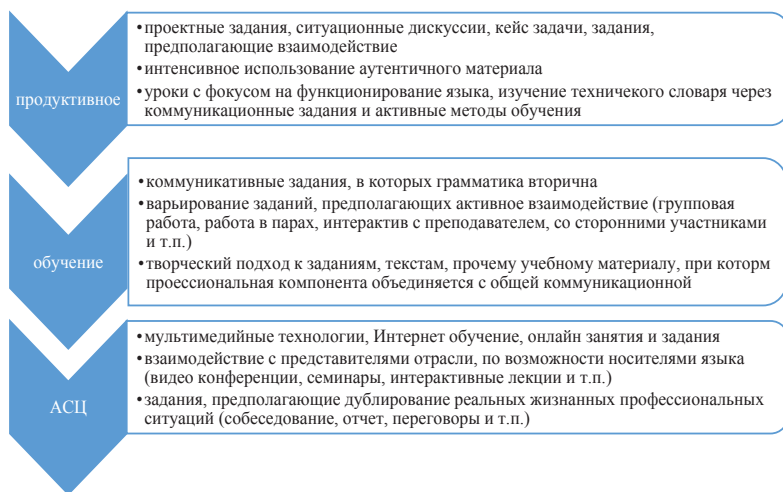 продуктивное
•проектные задания, ситуационные дискуссии, кейс задачи, задания,
предполагающие взаимодействие
•интенсивное использование аутентичного материала
•уроки с фокусом на функционирование языка, изучение техничекого словаря через
коммуникационные задания и активные методы обучения
обучение
•коммуникативные задания, в которых грамматика вторична
•варьирование заданий, предполагающих активное взаимодействие (групповая
работа, работа в парах, интерактив с преподавателем, со сторонними участниками
и т.п.)
•творческий подход к заданиям, текстам, прочему учебному материалу, при которм
проессиональная компонента объединяется с общей коммуникационной
АСЦ
•мультимедийные технологии, Интернет обучение, онлайн занятия и задания
•взаимодействие с представителями отрасли, по возможности носителями языка
(видео конференции, семинары, интерактивные лекции и т.п.)
•задания, предполагающие дублирование реальных жизнанных профессиональных
ситуаций (собеседование, отчет, переговоры и т.п.)